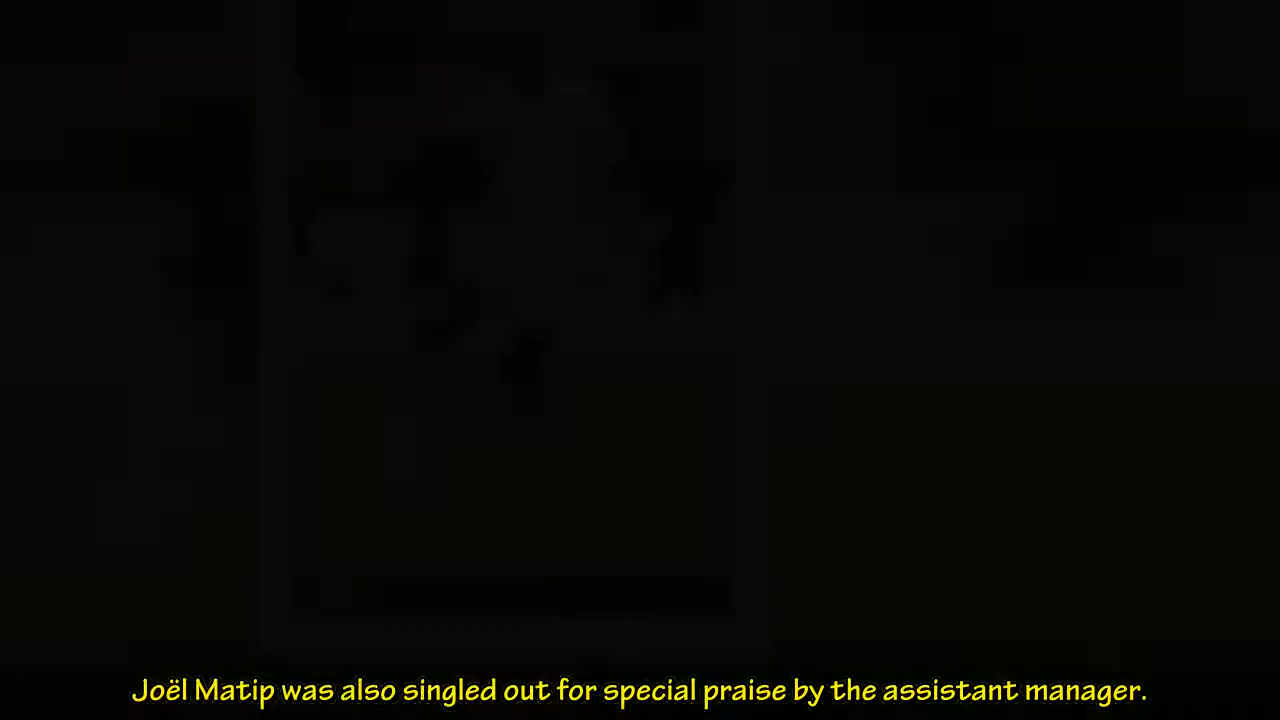 Joël Matip was also singled out for special praise by the assistant manager.